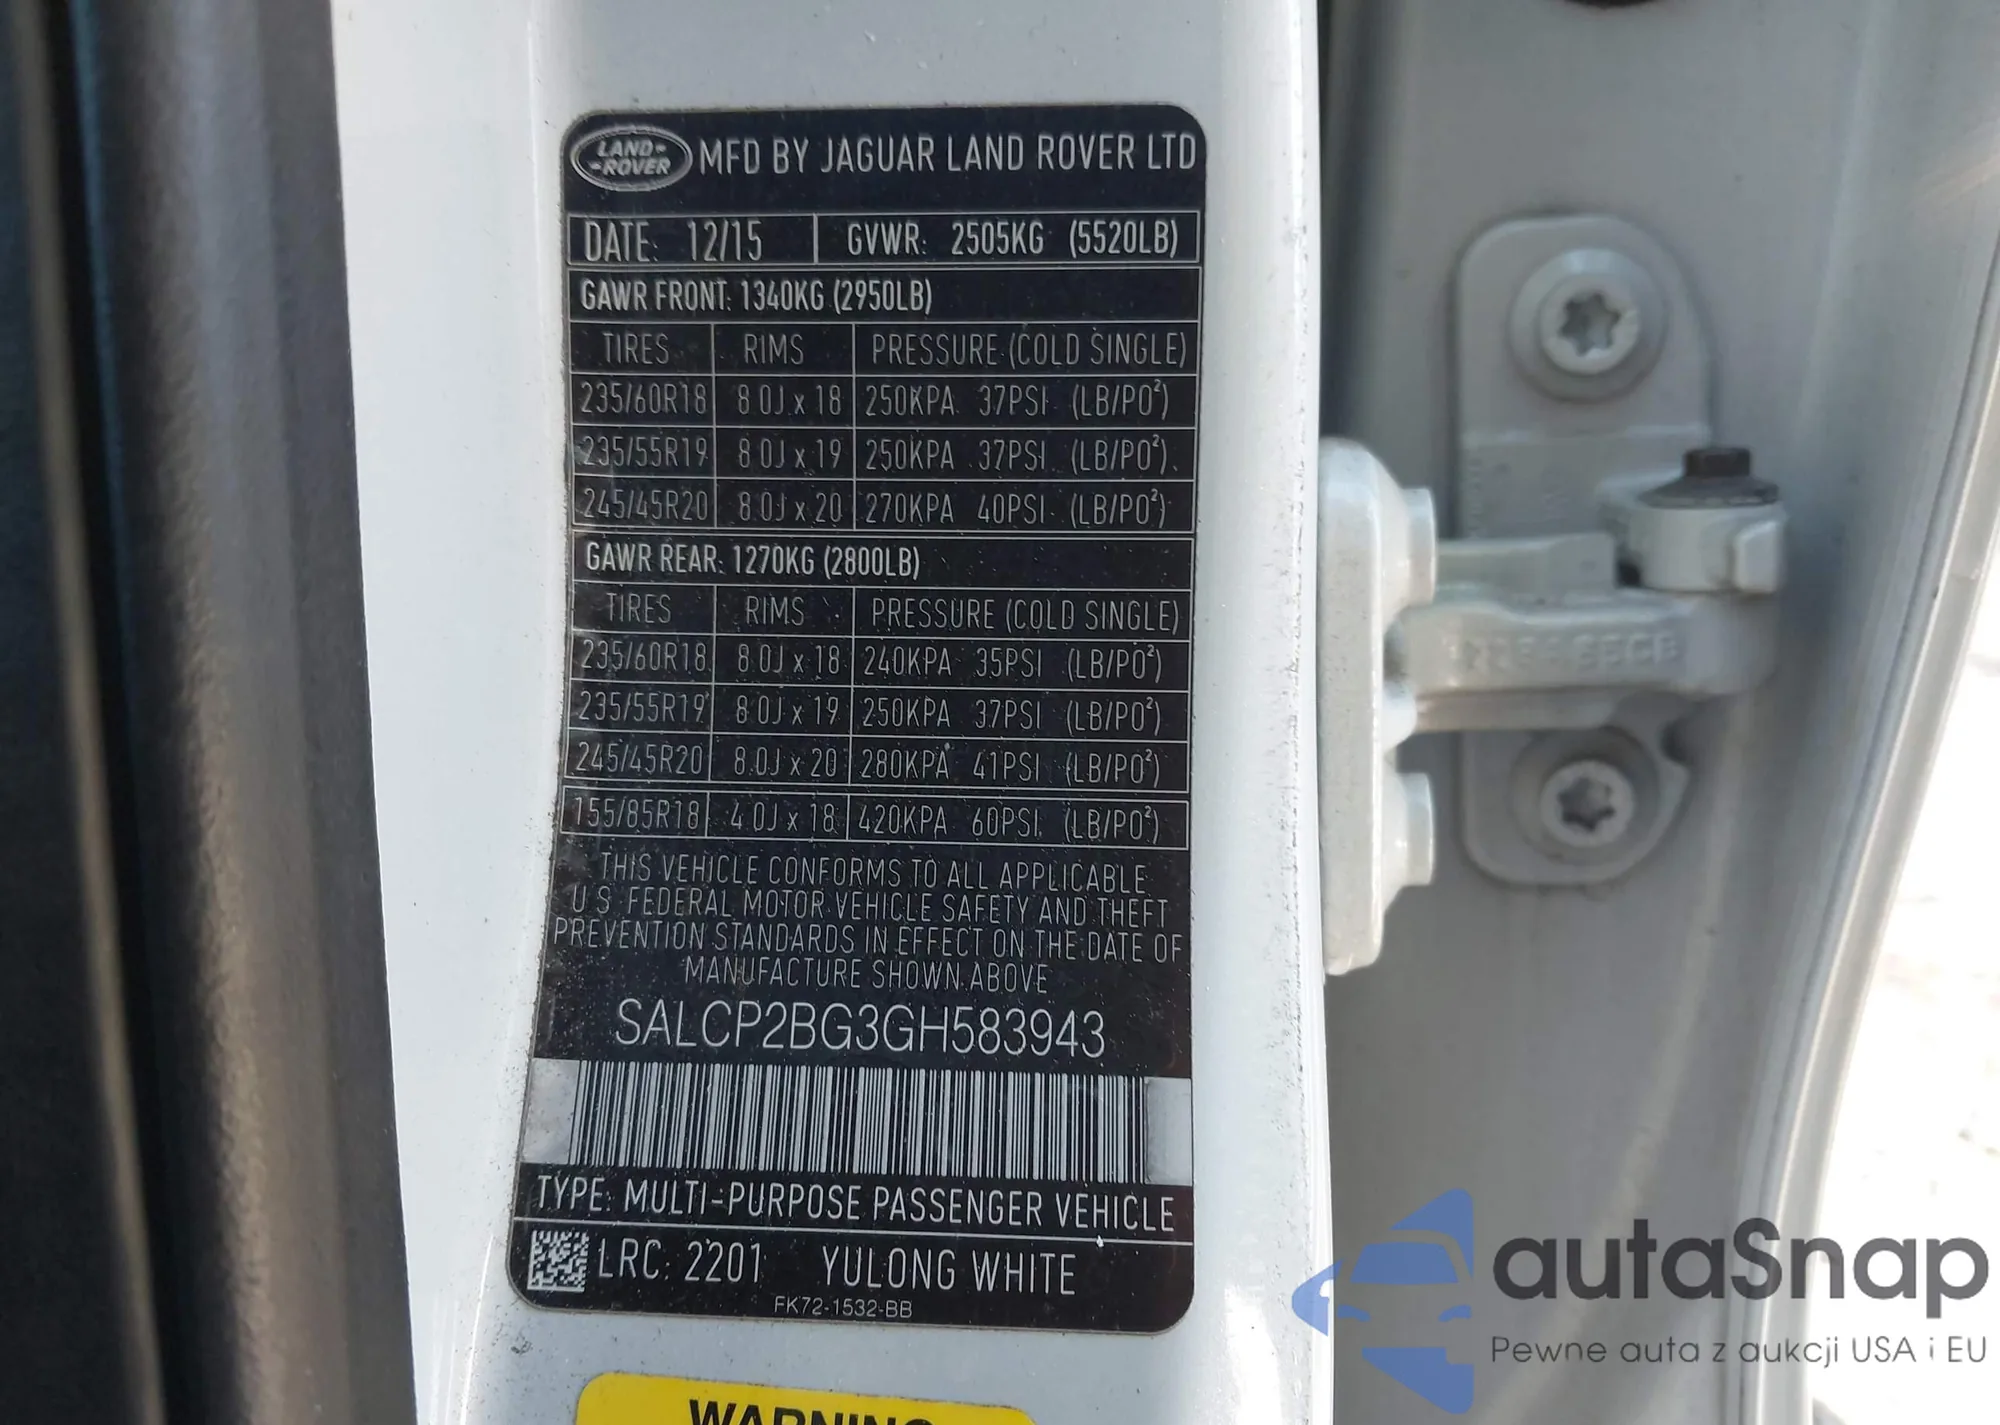 LAND-
-ROVER
MFD BY JAGUAR LAND ROVER LTD
DATE: 12/15 GVWR: 2505KG (5520LB)
GAWR FRONT: 1340KG (2950LB)
TIRES RIMS PRESSURE (COLD SINGLE)
235/60R18 8.0J x 18 250KPA 37PSI (LB/PO²)
235/55R19 8.0J x 19 250KPA 37PSI (LB/PO²)
245/45R20 8.0J x 20 270KPA 40PSI (LB/PO²)
GAWR REAR: 1270KG (2800LB)
TIRES RIMS PRESSURE (COLD SINGLE)
235/60R18 8.0J x 18 240KPA 35PSI (LB/PO²)
235/55R19 8.0J x 19 250KPA 37PSI (LB/PO²)
245/45R20 8.0J x 20 280KPA 41PSI (LB/PO²)
155/85R18 4.0J x 18 420KPA 60PSI (LB/PO²)
THIS VEHICLE CONFORMS TO ALL APPLICABLE
U.S. FEDERAL MOTOR VEHICLE SAFETY AND THEFT
PREVENTION STANDARDS IN EFFECT ON THE DATE OF
MANUFACTURE SHOWN ABOVE
SALCP2BG3GH583943
TYPE: MULTI-PURPOSE PASSENGER VEHICLE
LRC: 2201 YULONG WHITE
FK72-1532-BB
WARNING
autaSnap
Pewne auta z aukcji USA i EU